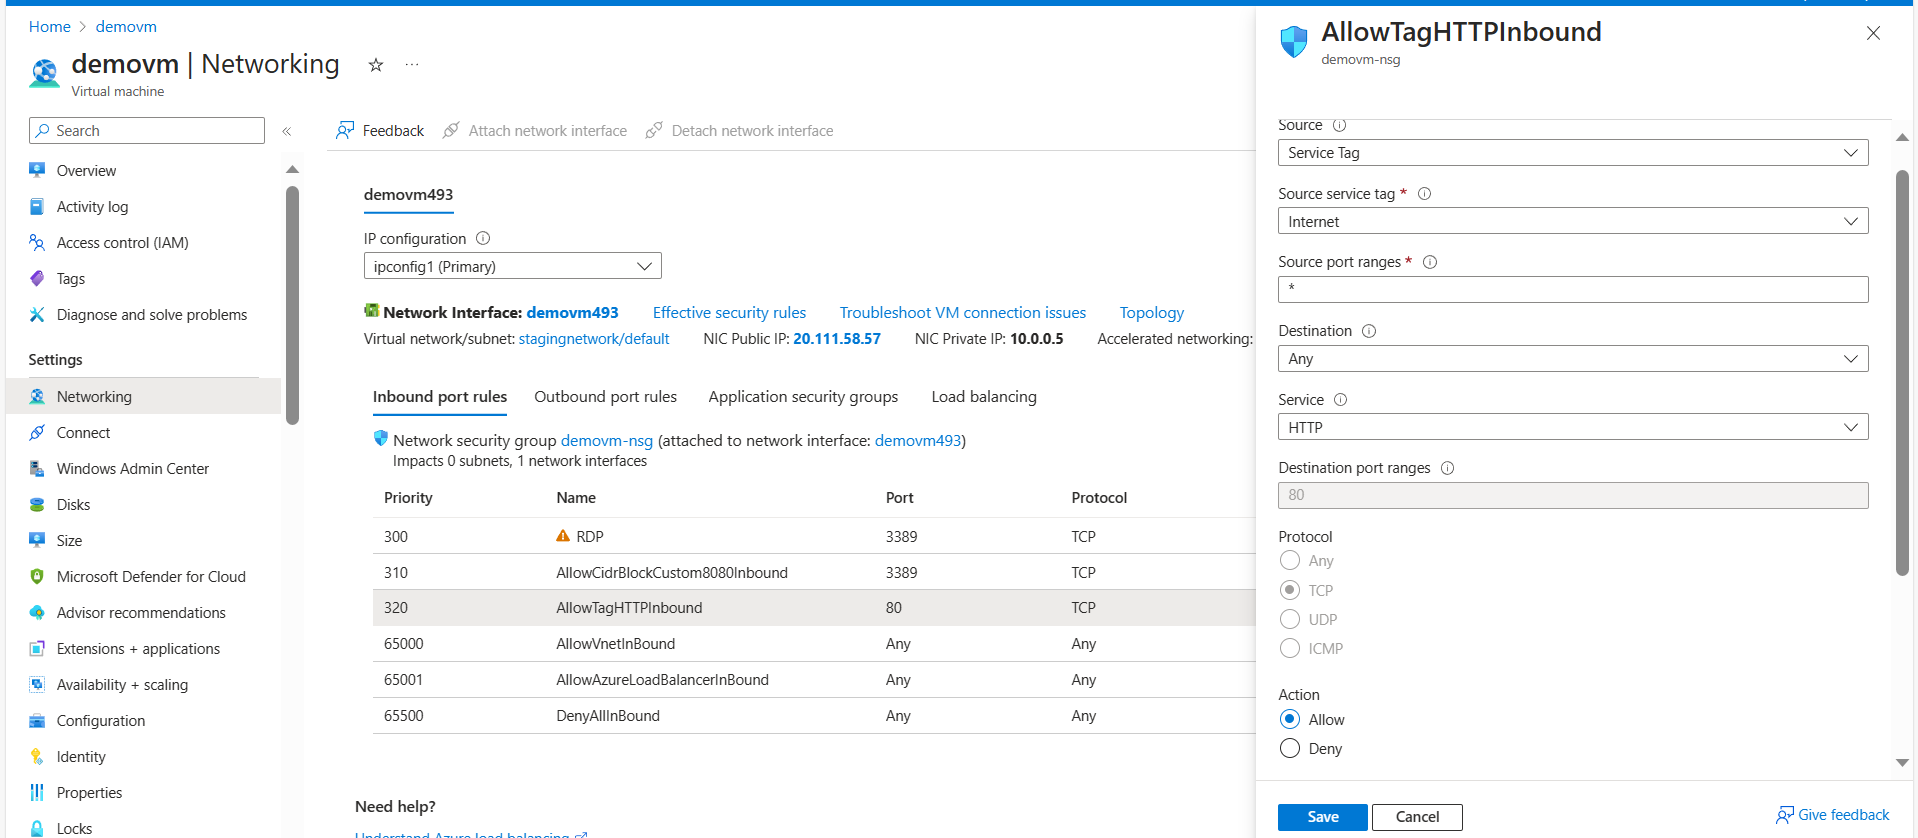 Home > demovm
demovm | Networking
Virtual machine
Search
Overview
Activity log
Access control (IAM)
Tags
Diagnose and solve problems
Settings
Networking
Connect
Windows Admin Center
Disks
Size
Microsoft Defender for Cloud
Advisor recommendations
Extensions + applications
Availability + scaling
Configuration
Identity
Properties
Locks
Feedback Attach network interface Detach network interface
demovm493
IP configuration
ipconfig1 (Primary)
Network Interface: demovm493 Effective security rules Troubleshoot VM connection issues Topology
Virtual network/subnet: stagingnetwork/default NIC Public IP: 20.111.58.57 NIC Private IP: 10.0.0.5 Accelerated networking:
Inbound port rules Outbound port rules Application security groups Load balancing
Network security group demovm-nsg (attached to network interface: demovm493)
Impacts 0 subnets, 1 network interfaces
Priority Name Port Protocol
300 RDP 3389 TCP
310 AllowCidrBlockCustom8080Inbound 3389 TCP
320 AllowTagHTTPInbound 80 TCP
65000 AllowVnetInBound Any Any
65001 AllowAzureLoadBalancerInBound Any Any
65500 DenyAllInBound Any Any
Need help?
Understand Azure load balancing
AllowTagHTTPInbound
demovm-nsg
Source
Service Tag
Source service tag *
Internet
Source port ranges *
*
Destination
Any
Service
HTTP
Destination port ranges
80
Protocol
Any
TCP
UDP
ICMP
Action
Allow
Deny
Save Cancel Give feedback